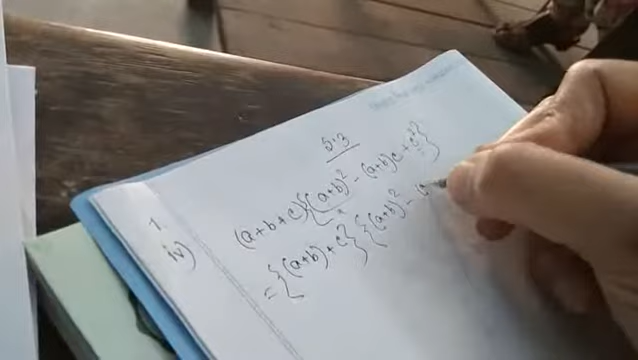 5.3
1
iv) (a+b+c){(a+b)² - (a+b)c + c²}
= {(a+b)+c}{(a+b)² - (a